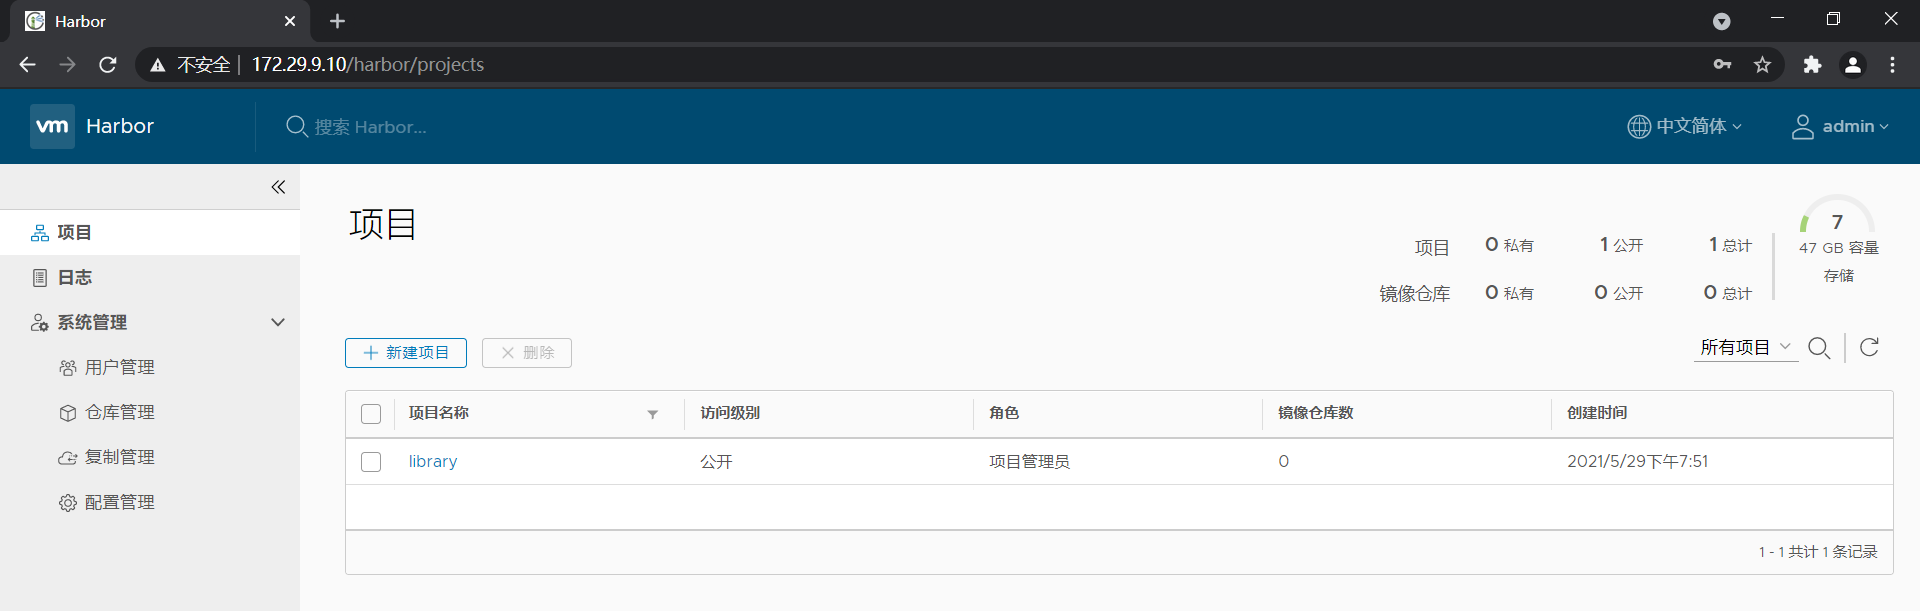 Harbor
不安全 172.29.9.10/harbor/projects
vm Harbor 搜索 Harbor... 中文简体 admin
项目
日志
系统管理
用户管理
仓库管理
复制管理
配置管理
项目
项目 0 私有 1 公开 1 总计
镜像仓库 0 私有 0 公开 0 总计
7
47 GB 容量
存储
新建项目 删除 所有项目
项目名称 访问级别 角色 镜像仓库数 创建时间
library 公开 项目管理员 0 2021/5/29下午7:51
1 - 1 共计 1 条记录